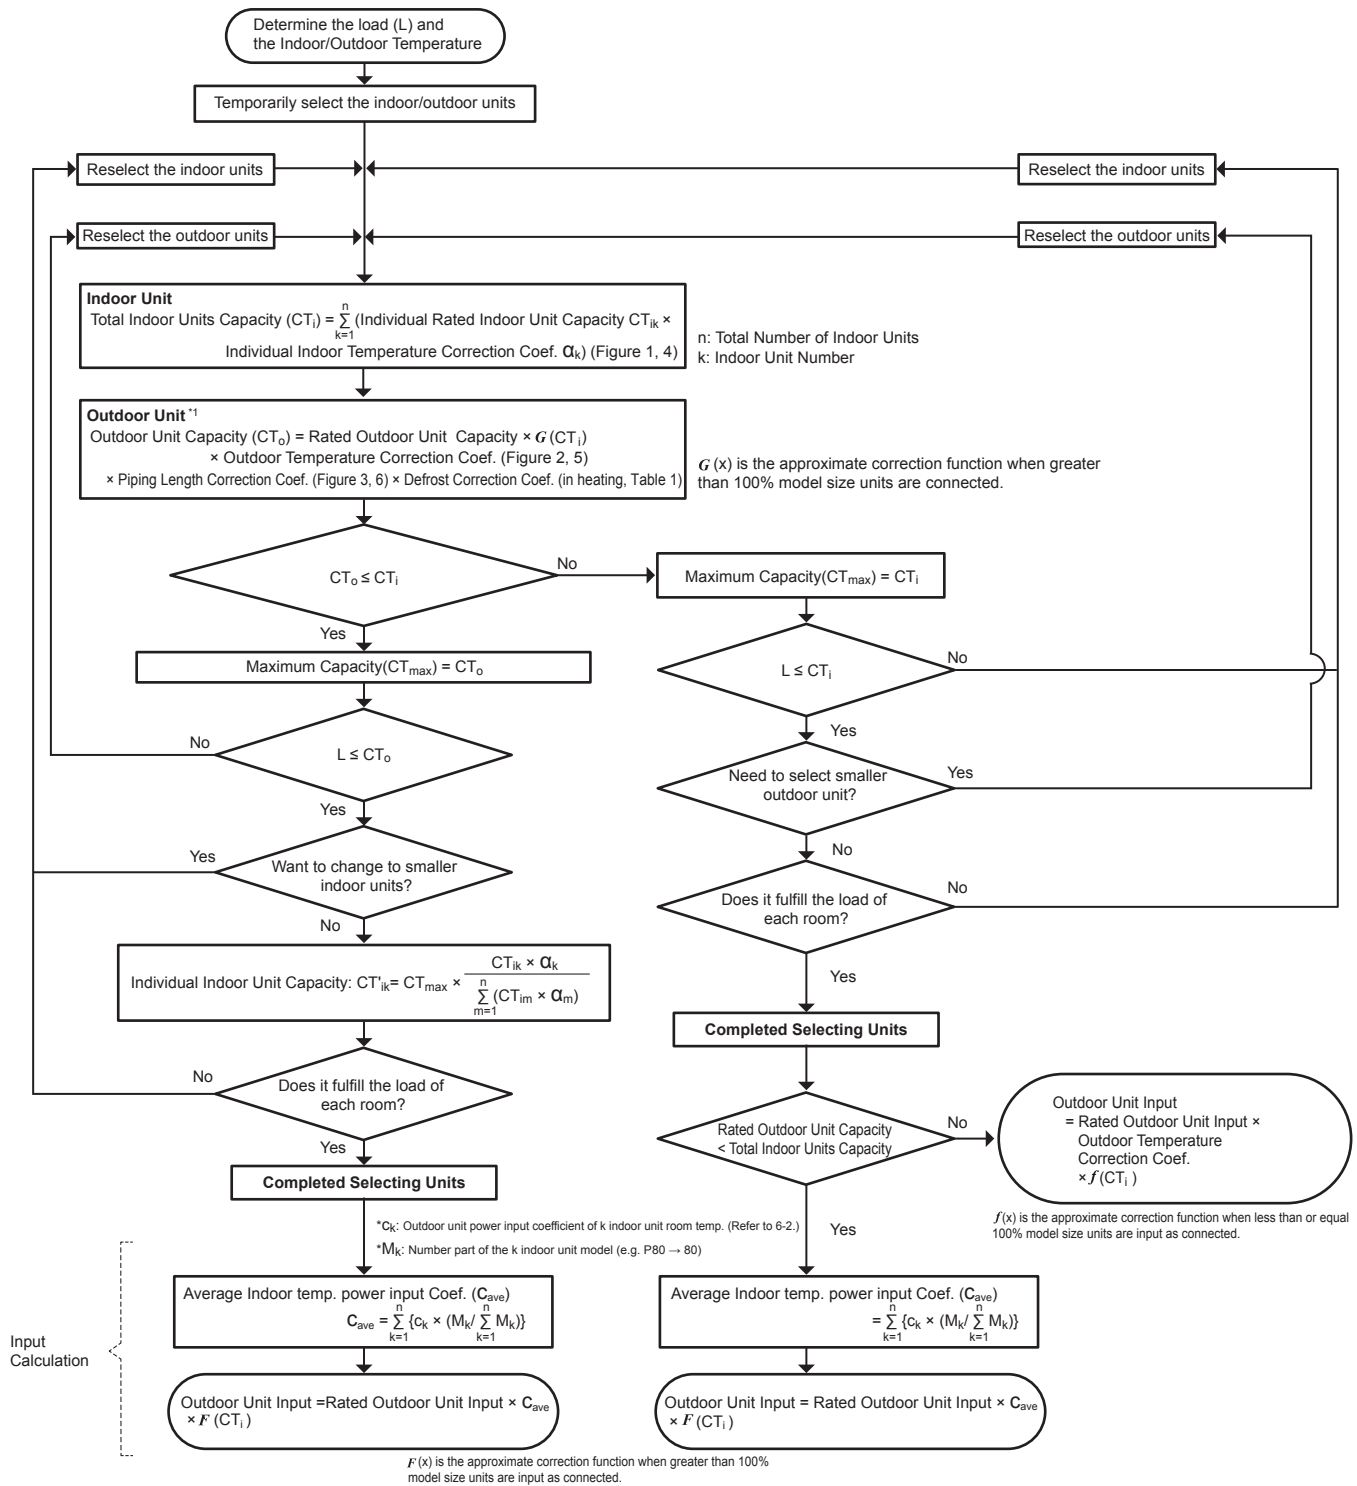 Determine the load (L) and
the Indoor/Outdoor Temperature
Temporarily select the indoor/outdoor units
Reselect the indoor units
Reselect the indoor units
Reselect the outdoor units
Reselect the outdoor units
Indoor Unit
Total Indoor Units Capacity (CTi) = n∑k=1 (Individual Rated Indoor Unit Capacity CTik ×
Individual Indoor Temperature Correction Coef. αk) (Figure 1, 4)
n: Total Number of Indoor Units
k: Indoor Unit Number
Outdoor Unit *1
Outdoor Unit Capacity (CTo) = Rated Outdoor Unit Capacity × G (CTi)
× Outdoor Temperature Correction Coef. (Figure 2, 5)
× Piping Length Correction Coef. (Figure 3, 6) × Defrost Correction Coef. (in heating, Table 1)
G (x) is the approximate correction function when greater
than 100% model size units are connected.
CTo ≤ CTi
No
Yes
Maximum Capacity(CTmax) = CTi
Maximum Capacity(CTmax) = CTo
L ≤ CTi
No
Yes
L ≤ CTo
No
Yes
Need to select smaller
outdoor unit?
Yes
No
Want to change to smaller
indoor units?
Yes
No
Does it fulfill the load of
each room?
No
Yes
Individual Indoor Unit Capacity: CT'ik= CTmax × CTik × αk / n∑m=1 (CTim × αm)
Completed Selecting Units
Does it fulfill the load of
each room?
No
Yes
Rated Outdoor Unit Capacity
< Total Indoor Units Capacity
No
Yes
Outdoor Unit Input
= Rated Outdoor Unit Input ×
Outdoor Temperature
Correction Coef.
× f (CTi )
f (x) is the approximate correction function when less than or equal
100% model size units are input as connected.
Completed Selecting Units
*Ck: Outdoor unit power input coefficient of k indoor unit room temp. (Refer to 6-2.)
*Mk: Number part of the k indoor unit model (e.g. P80 → 80)
Input
Calculation
Average Indoor temp. power input Coef. (Cave)
Cave = n∑k=1 {ck × (Mk/ n∑k=1 Mk)}
Average Indoor temp. power input Coef. (Cave)
= n∑k=1 {ck × (Mk/ n∑k=1 Mk)}
Outdoor Unit Input =Rated Outdoor Unit Input × Cave
× F (CTi )
Outdoor Unit Input = Rated Outdoor Unit Input × Cave
× F (CTi )
F (x) is the approximate correction function when greater than 100%
model size units are input as connected.